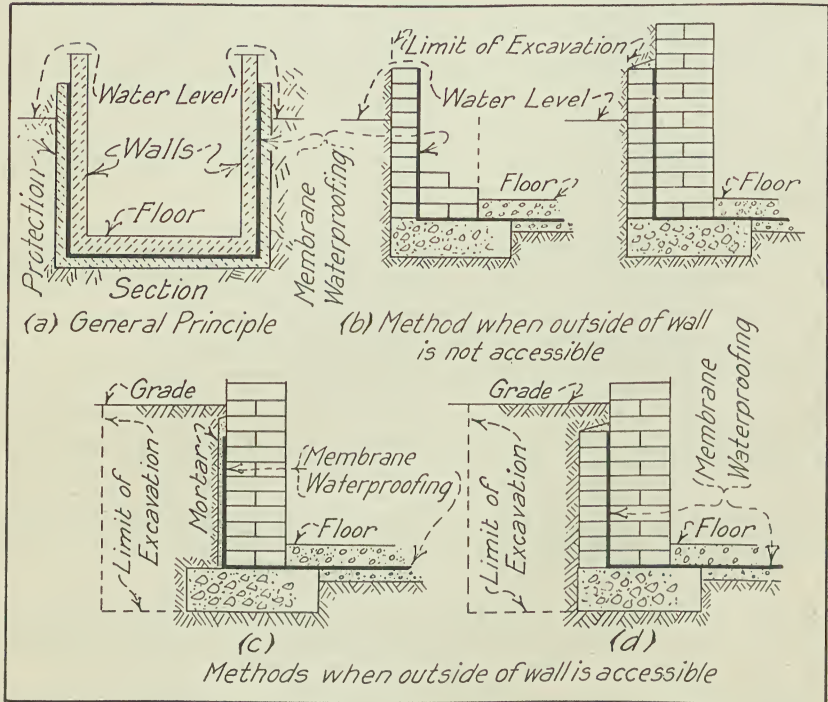 Limit of Excavation
Water Level
Water Level
Walls
Floor
Floor
Floor
Protection
Membrane
Waterproofing
Section
(a) General Principle
(b) Method when outside of wall
is not accessible
Grade
Grade
Mortar
Membrane
Waterproofing
Membrane
Waterproofing
Limit of
Excavation
Limit of
Excavation
Floor
Floor
(c)
(d)
Methods when outside of wall is accessible